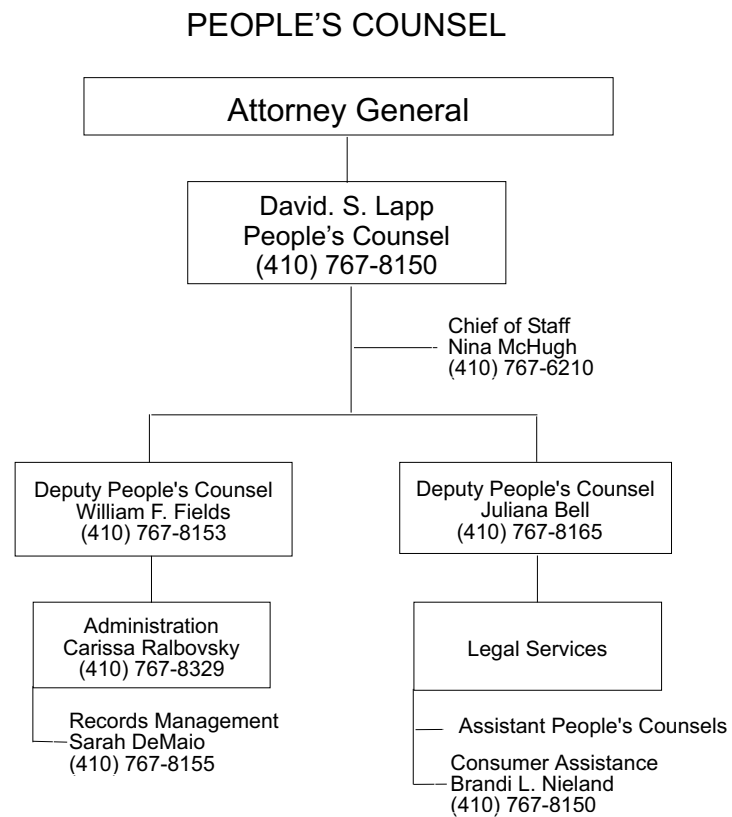 PEOPLE'S COUNSEL
Attorney General
David. S. Lapp
People's Counsel
(410) 767-8150
Chief of Staff
Nina McHugh
(410) 767-6210
Deputy People's Counsel
William F. Fields
(410) 767-8153
Deputy People's Counsel
Juliana Bell
(410) 767-8165
Administration
Carissa Ralbovsky
(410) 767-8329
Legal Services
Records Management
Sarah DeMaio
(410) 767-8155
Assistant People's Counsels
Consumer Assistance
Brandi L. Nieland
(410) 767-8150